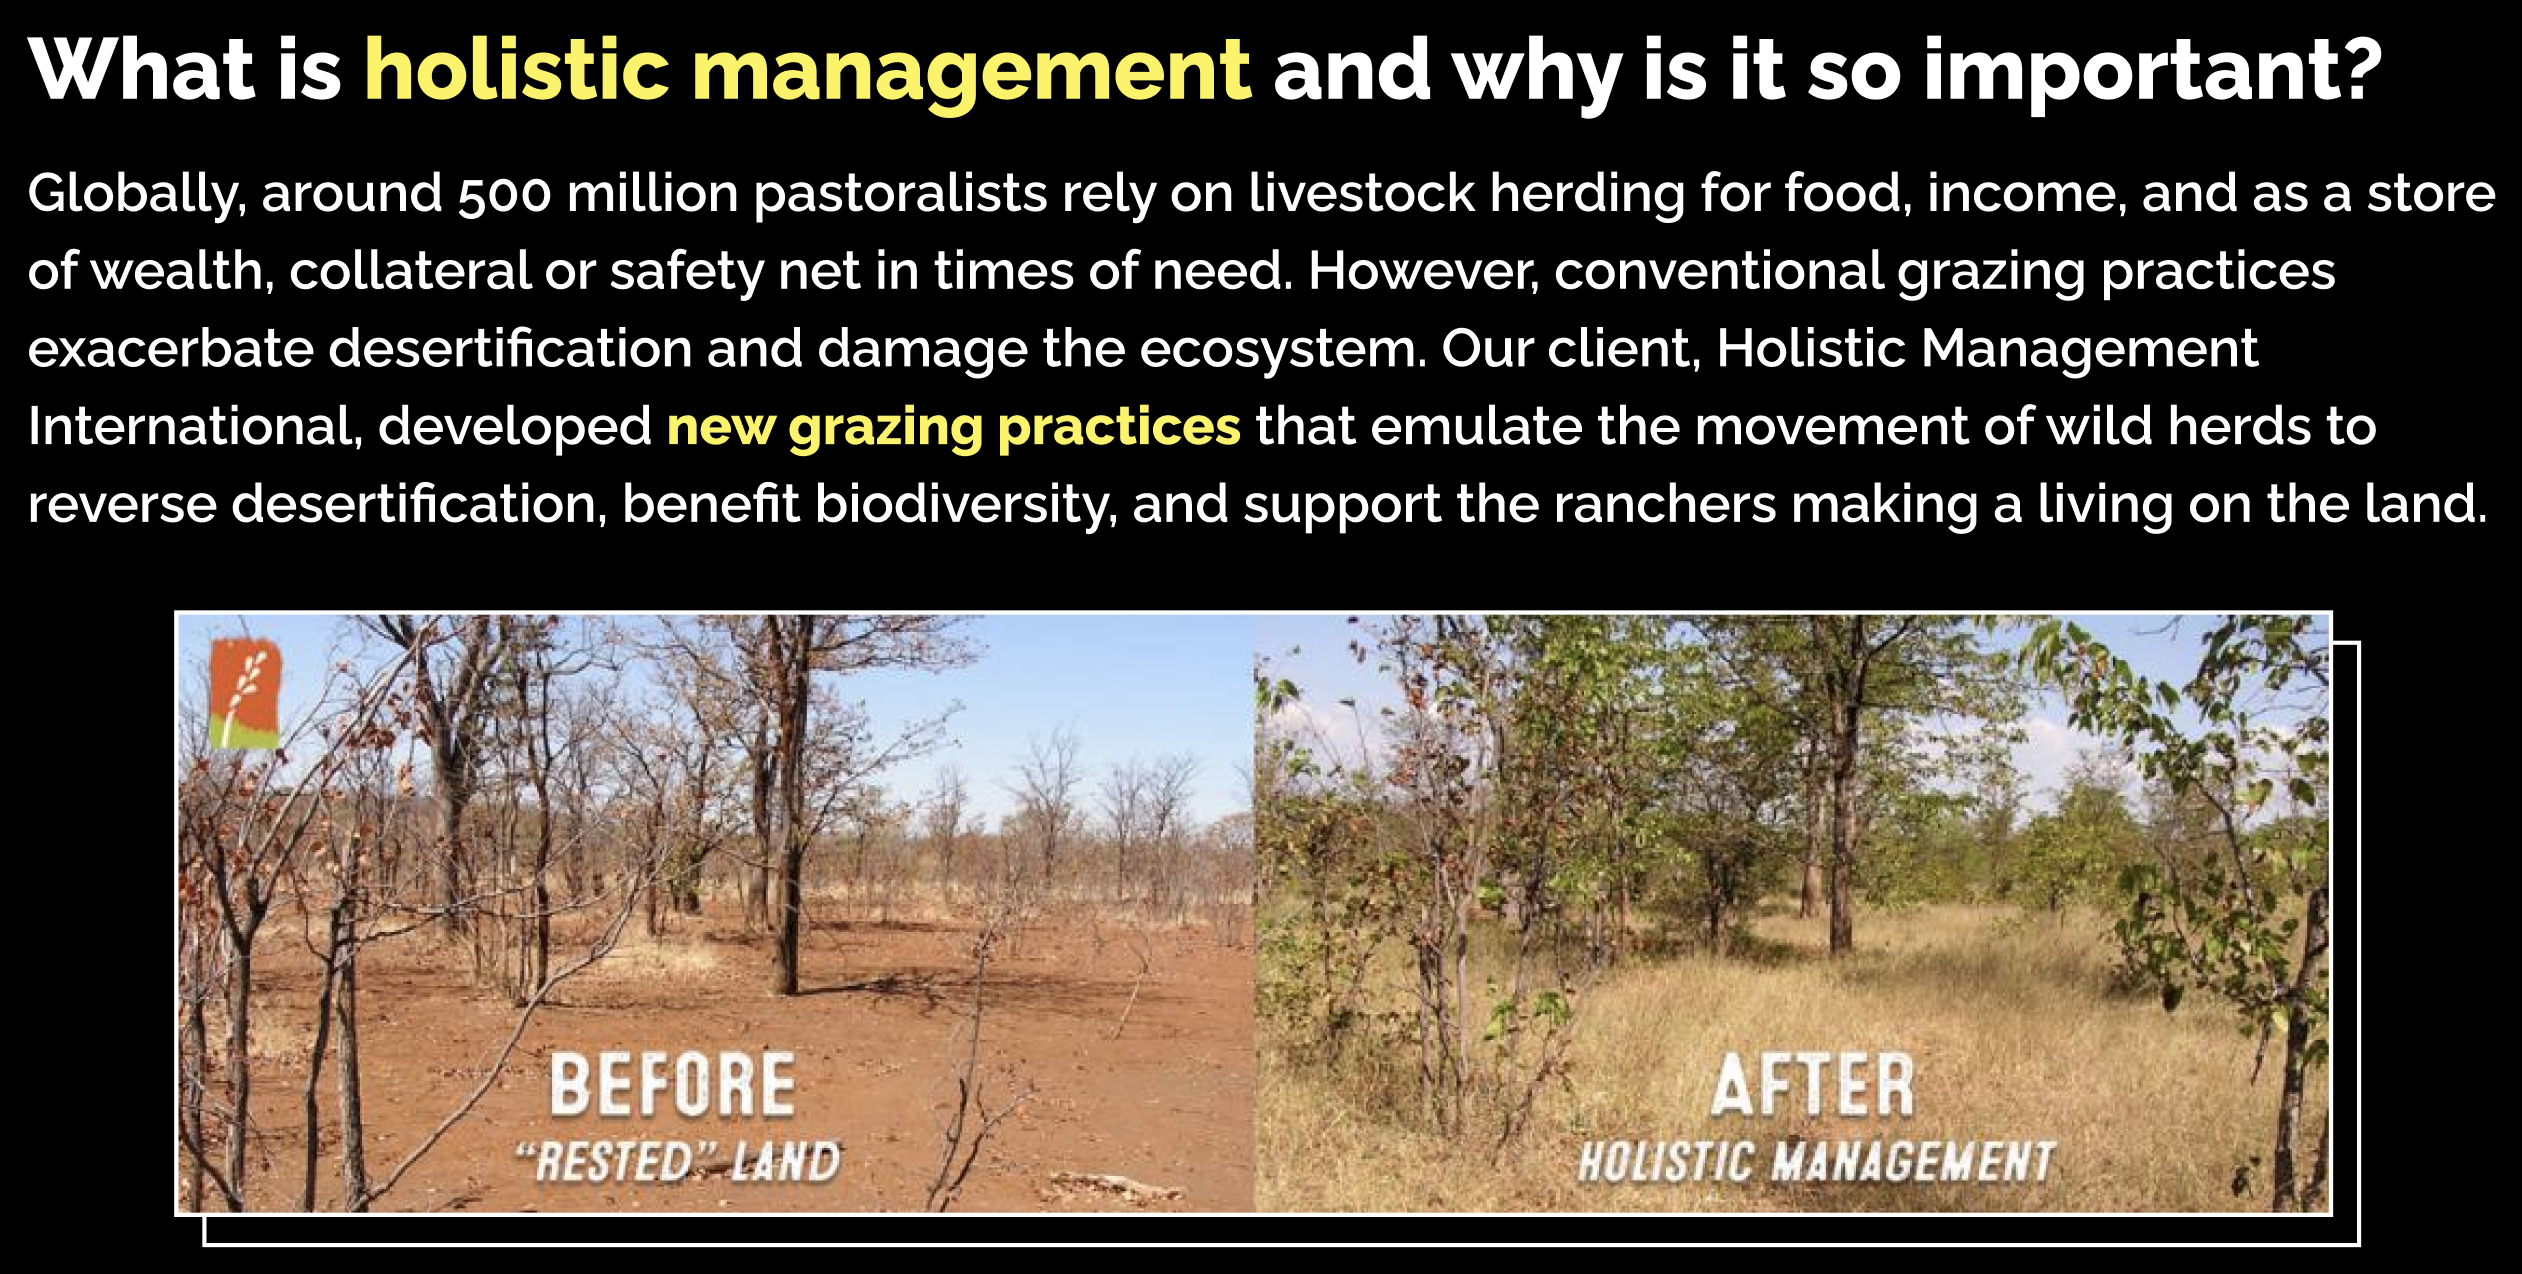 What is holistic management and why is it so important?
Globally, around 500 million pastoralists rely on livestock herding for food, income, and as a store
of wealth, collateral or safety net in times of need. However, conventional grazing practices
exacerbate desertification and damage the ecosystem. Our client, Holistic Management
International, developed new grazing practices that emulate the movement of wild herds to
reverse desertification, benefit biodiversity, and support the ranchers making a living on the land.
BEFORE
“RESTED” LAND
AFTER
HOLISTIC MANAGEMENT